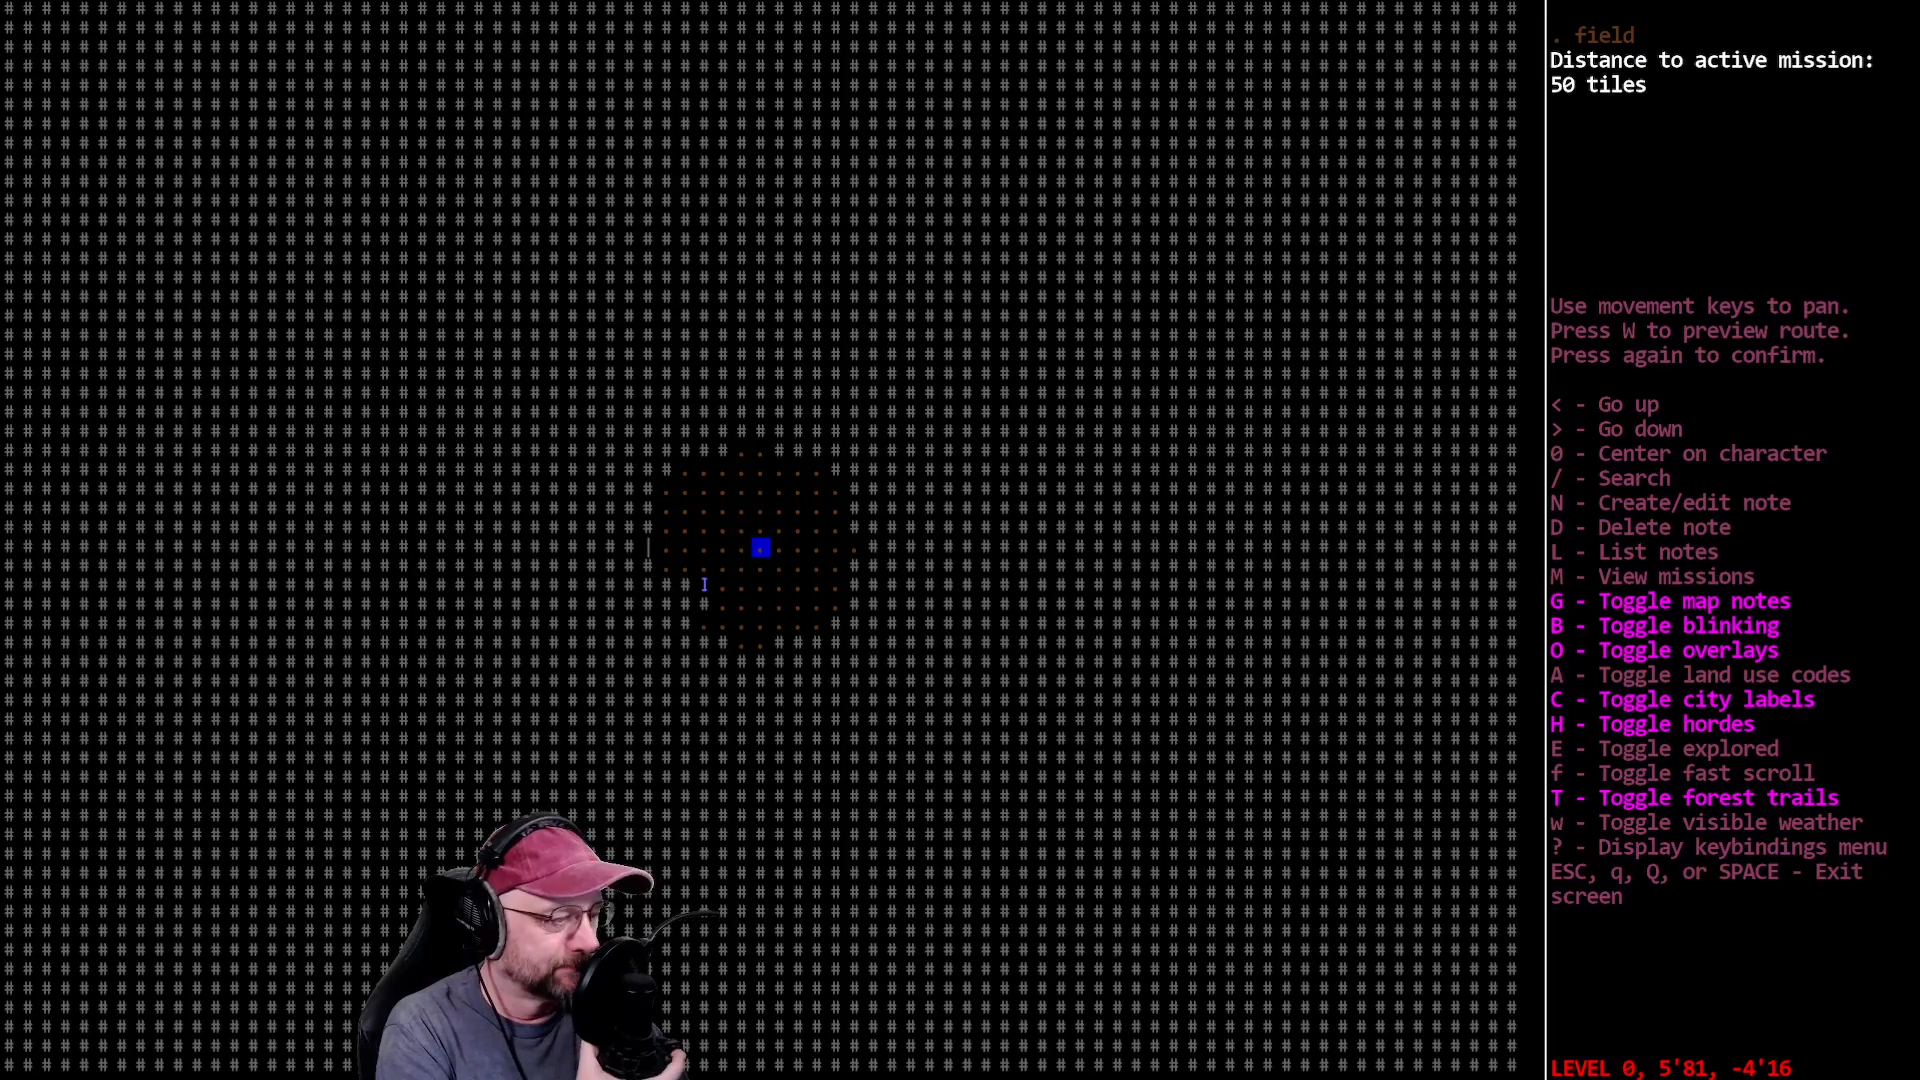 . field
Distance to active mission:
50 tiles
Use movement keys to pan.
Press W to preview route.
Press again to confirm.
< - Go up
> - Go down
0 - Center on character
/ - Search
N - Create/edit note
D - Delete note
L - List notes
M - View missions
G - Toggle map notes
B - Toggle blinking
O - Toggle overlays
A - Toggle land use codes
C - Toggle city labels
H - Toggle hordes
E - Toggle explored
f - Toggle fast scroll
T - Toggle forest trails
w - Toggle visible weather
? - Display keybindings menu
ESC, q, Q, or SPACE - Exit
screen
I
LEVEL 0, 5'81, -4'16